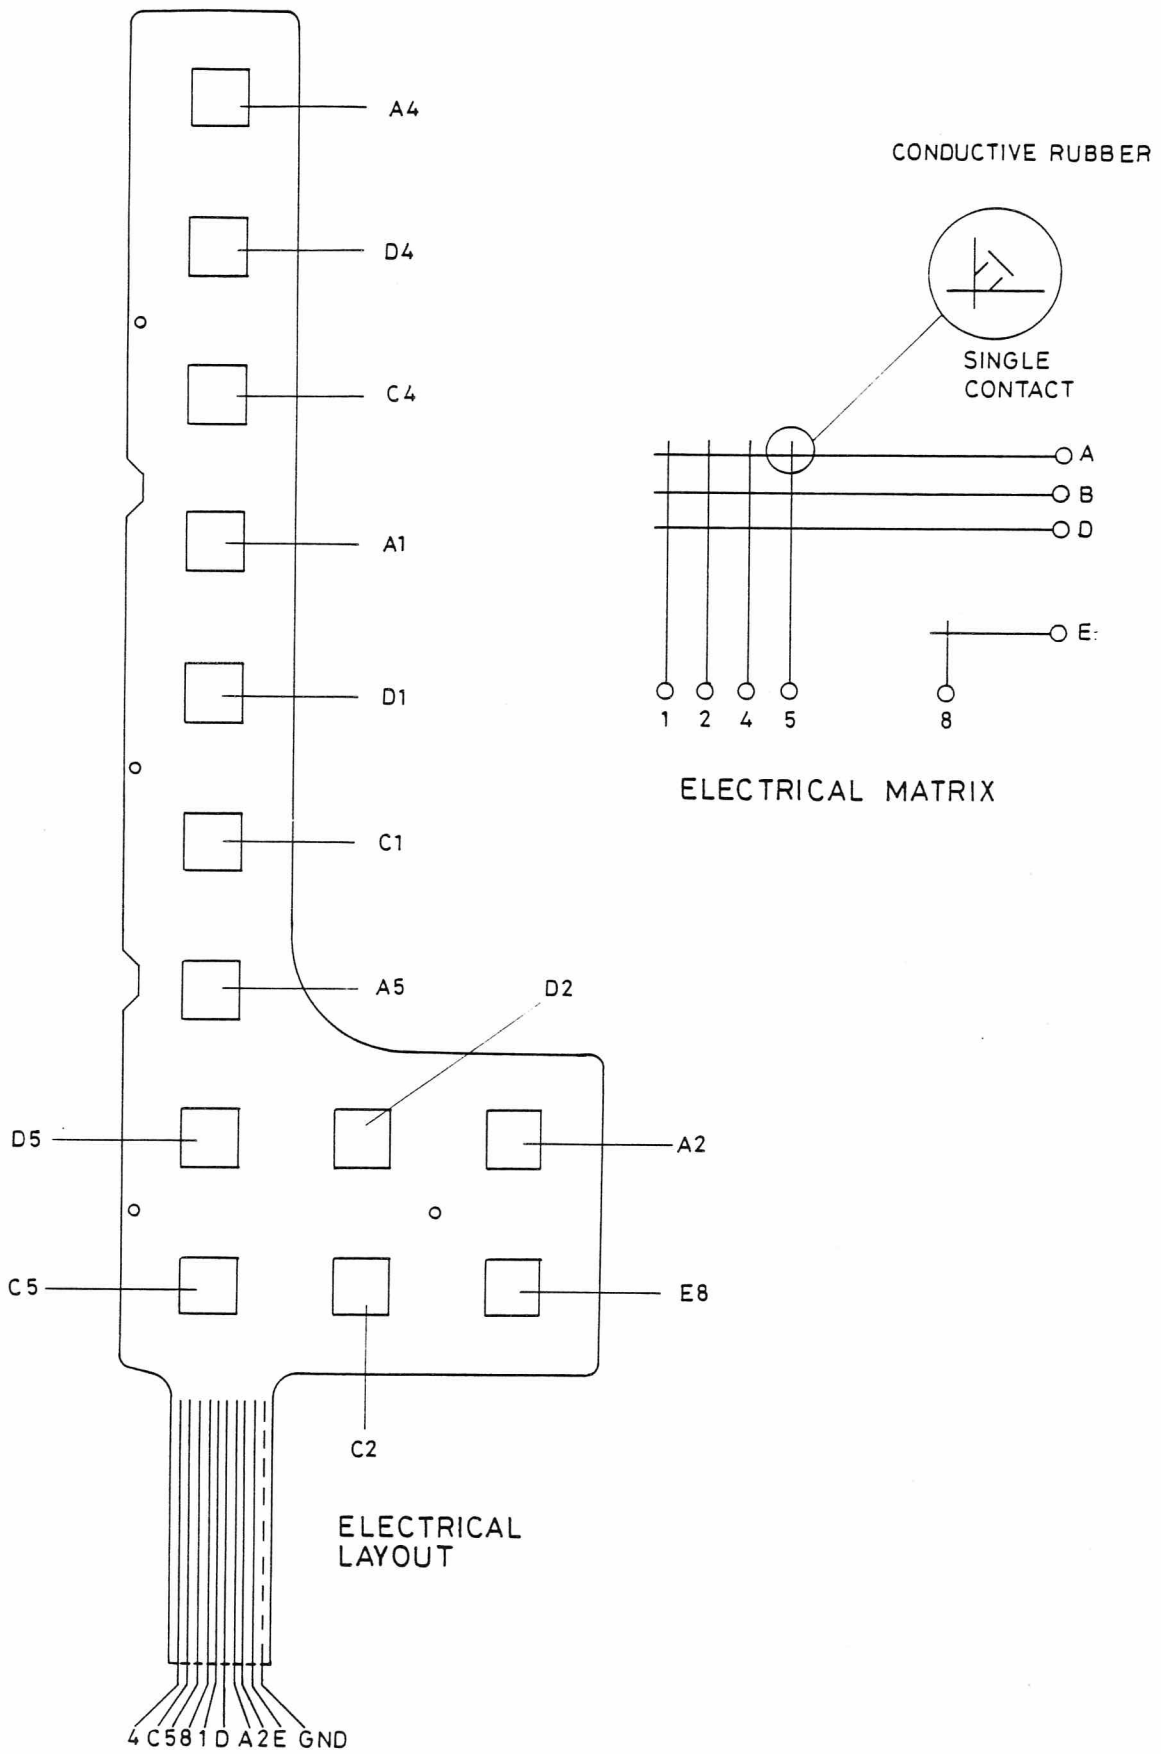 A4
CONDUCTIVE RUBBER
D4
SINGLE
CONTACT
C4
A
B
D
A1
E
D1
1 2 4 5 8
ELECTRICAL MATRIX
C1
A5
D2
D5
A2
C5
E8
C2
ELECTRICAL
LAYOUT
4 C 5 8 1 D A 2 E GND